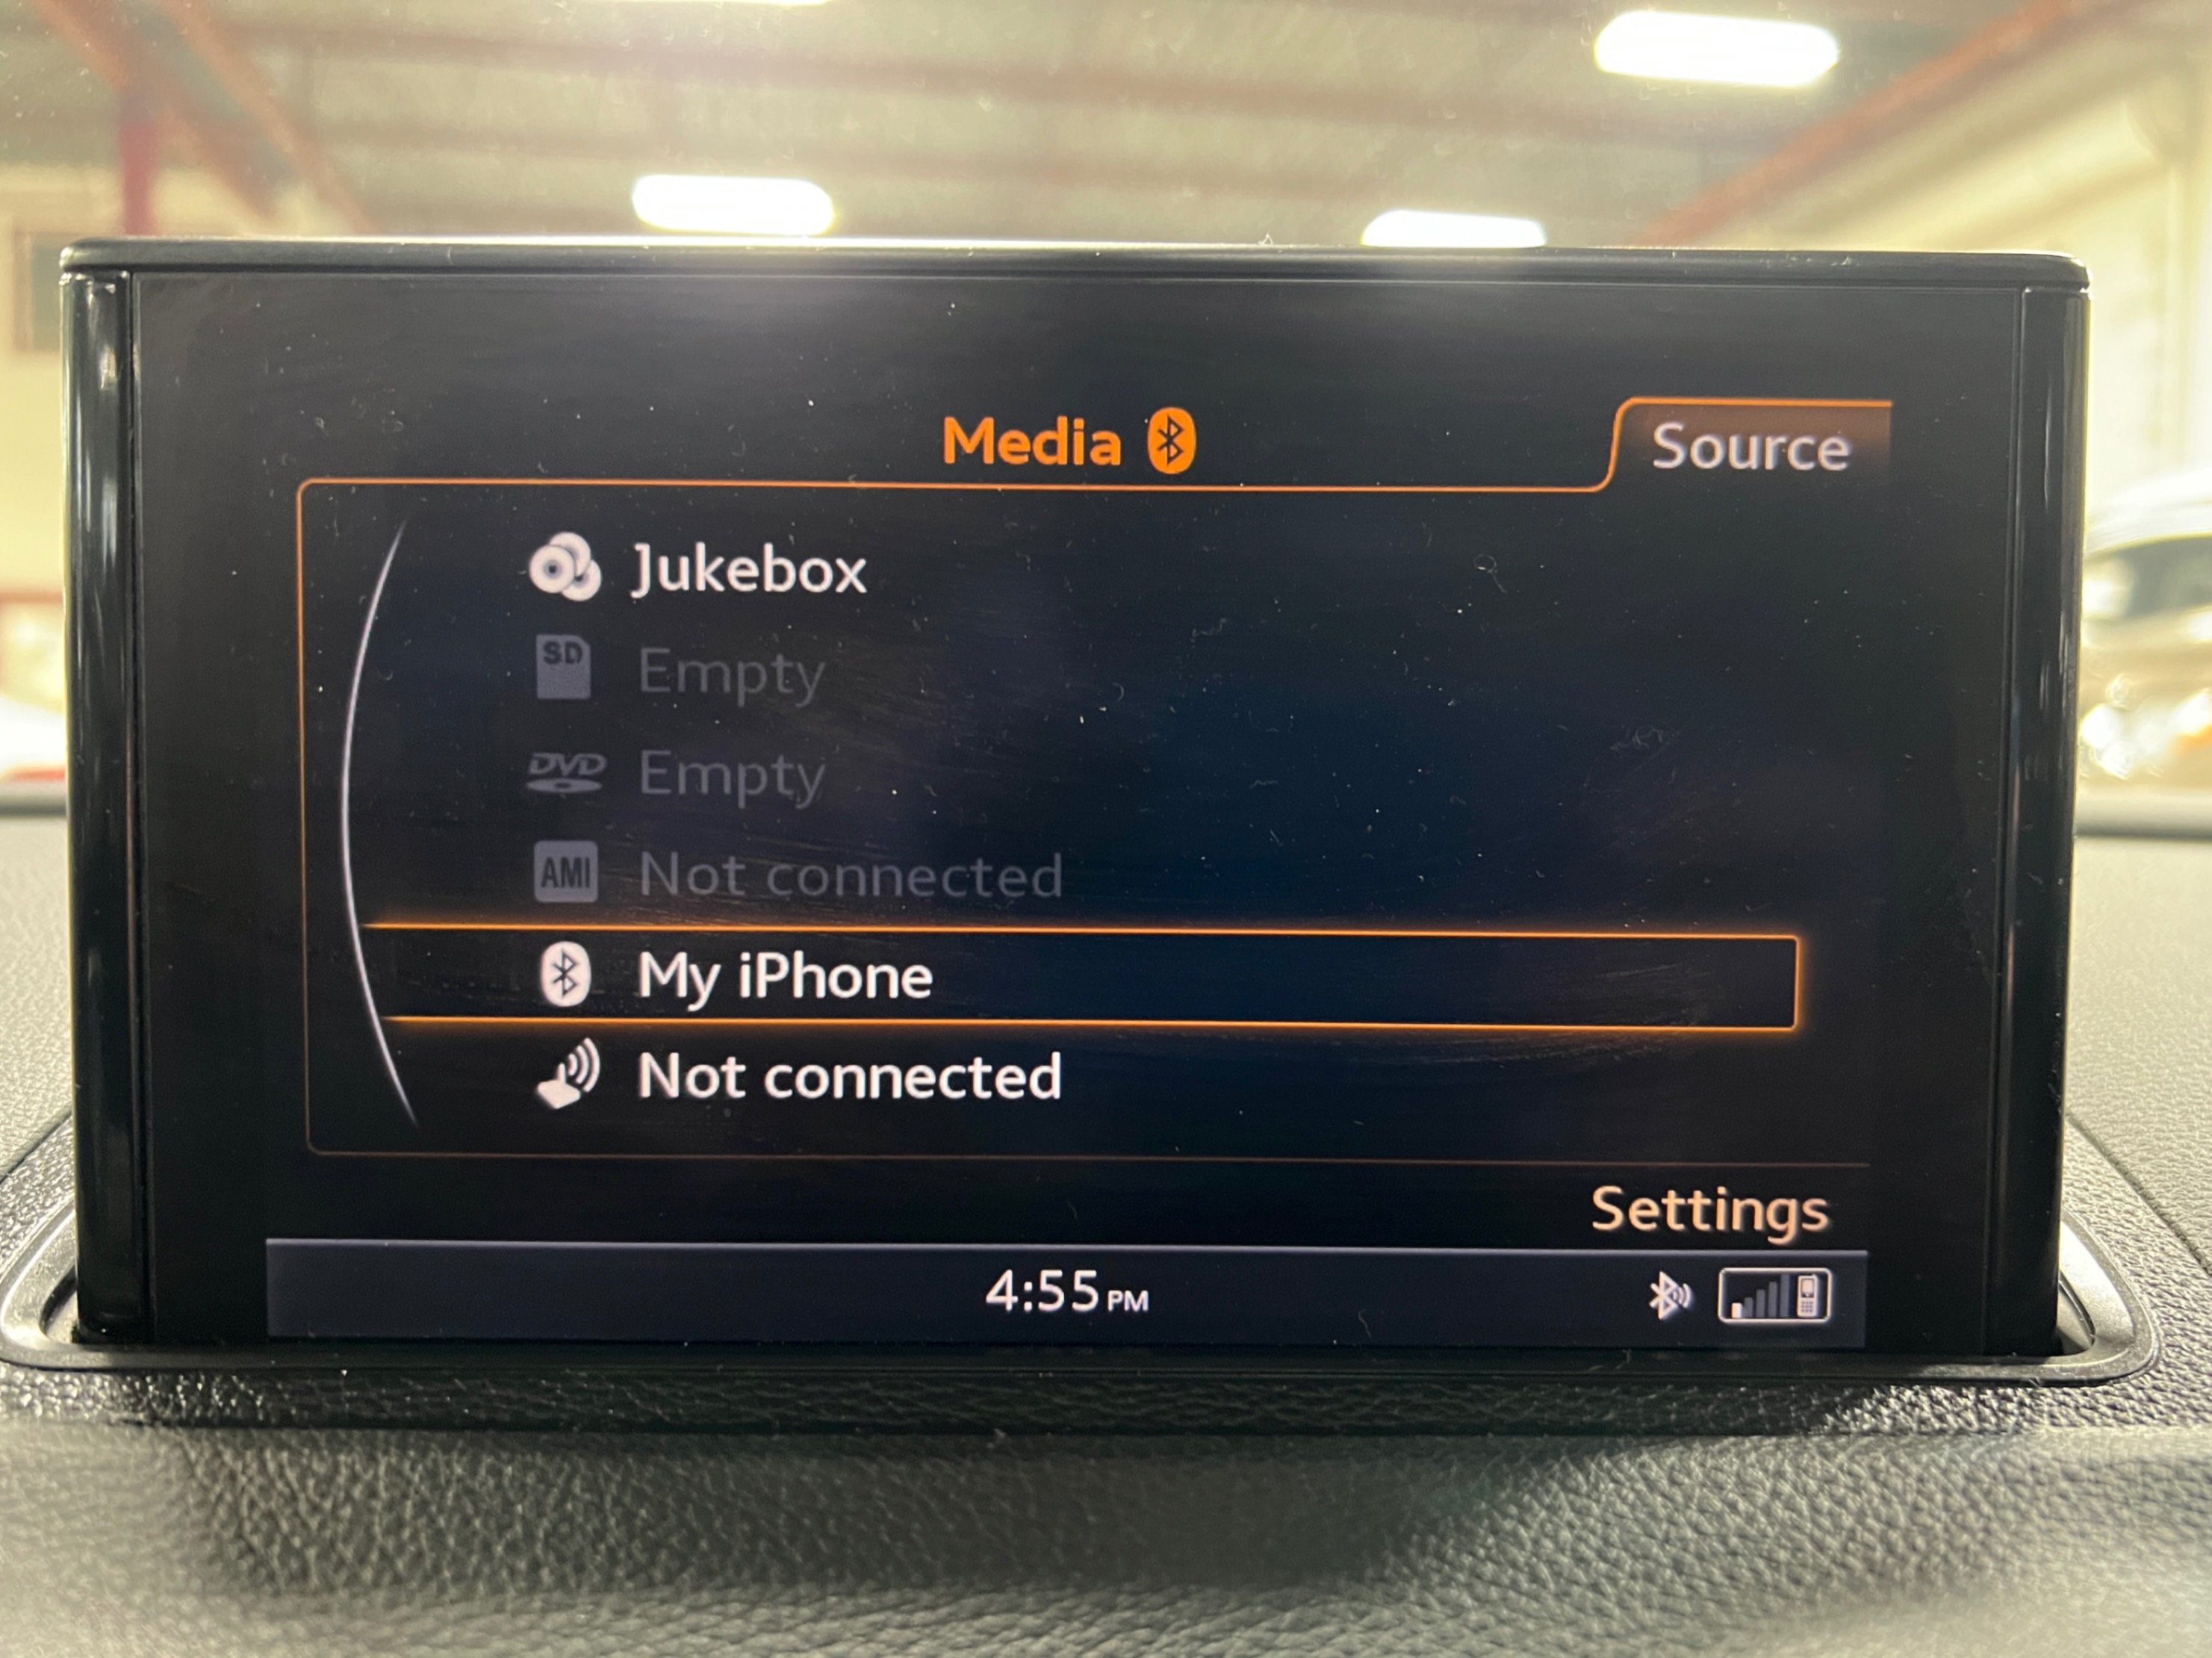 Media
Source
Jukebox
SD Empty
DVD Empty
AMI Not connected
My iPhone
Not connected
Settings
4:55 PM